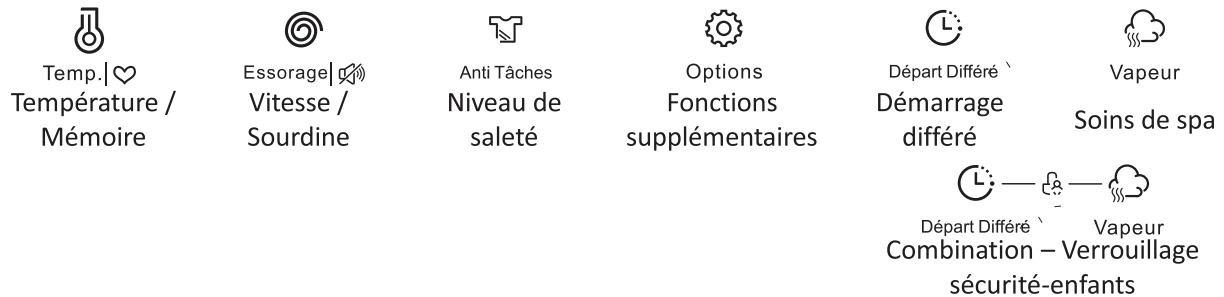 Temp.
Température /
Mémoire
Essorage
Vitesse /
Sourdine
Anti Tâches
Niveau de
saleté
Options
Fonctions
supplémentaires
Départ Différé
Démarrage
différé
Vapeur
Soins de spa
Départ Différé
Vapeur
Combination – Verrouillage
sécurité-enfants